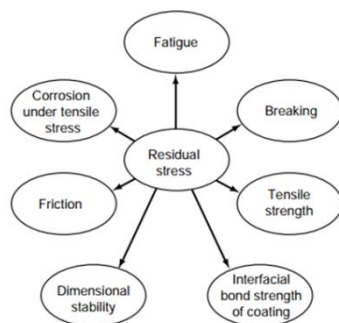 Fatigue
Corrosion
under tensile
stress
Breaking
Residual
stress
Friction
Tensile
strength
Dimensional
stability
Interfacial
bond strength
of coating